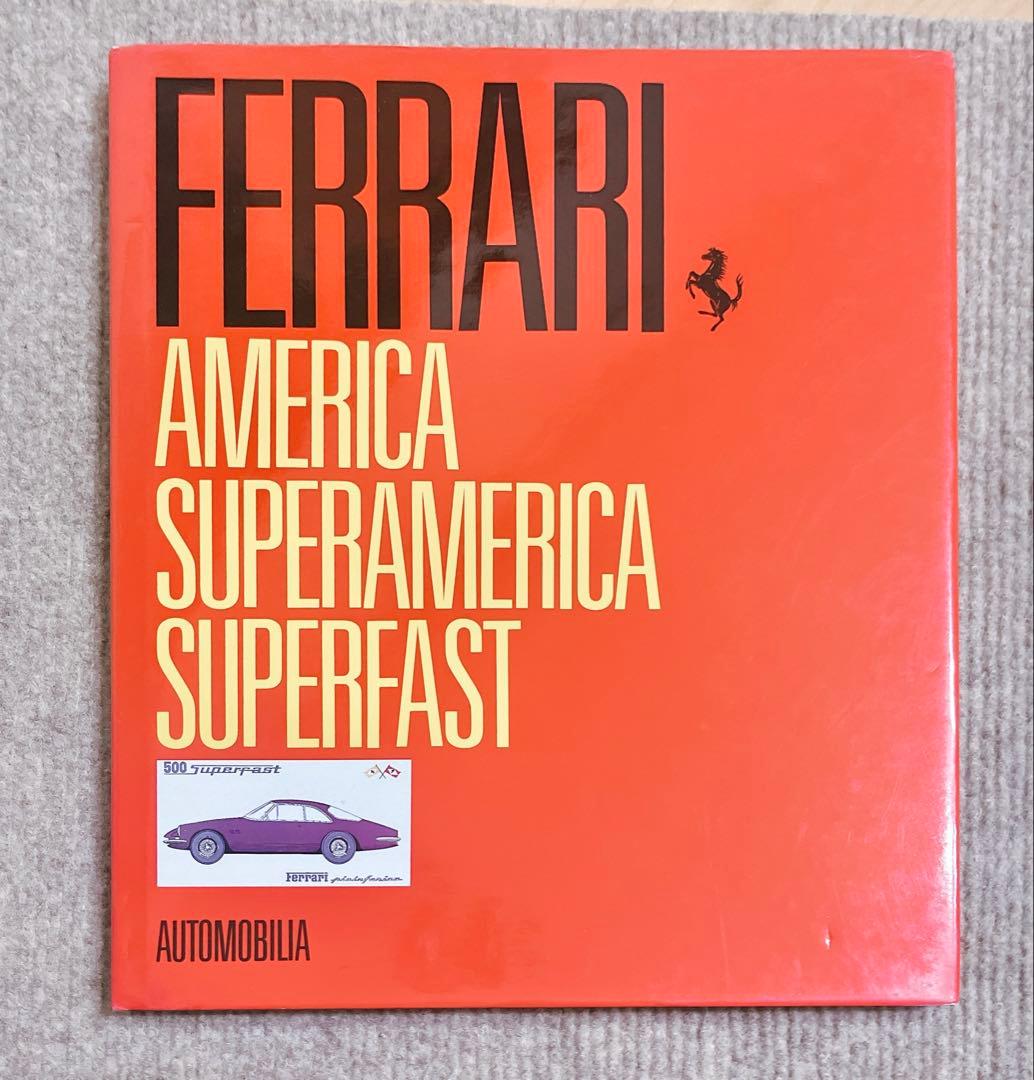 FERRARI
AMERICA
SUPERAMERICA
SUPERFAST
500 Superfast
Ferrari pininfarina
AUTOMOBILIA